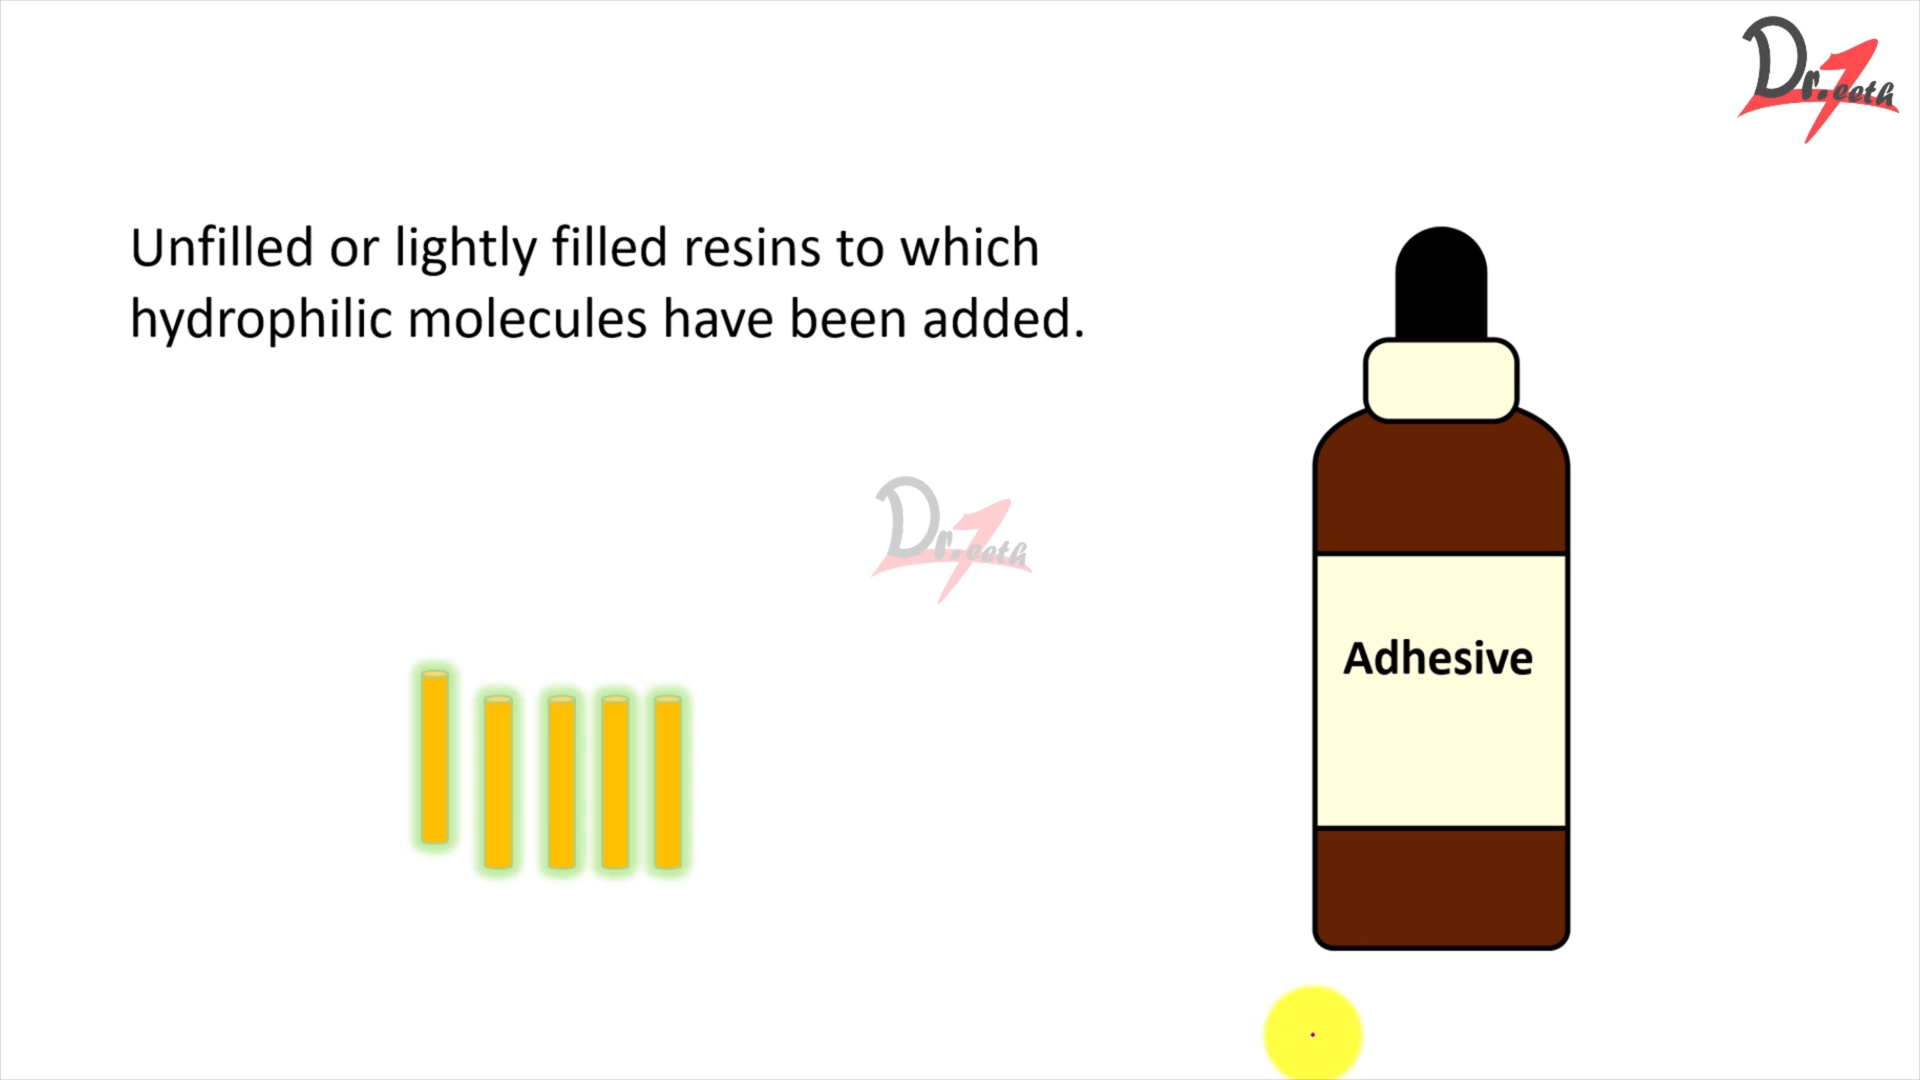 Dr.Teeth
Unfilled or lightly filled resins to which
hydrophilic molecules have been added.
Dr.Teeth
Adhesive